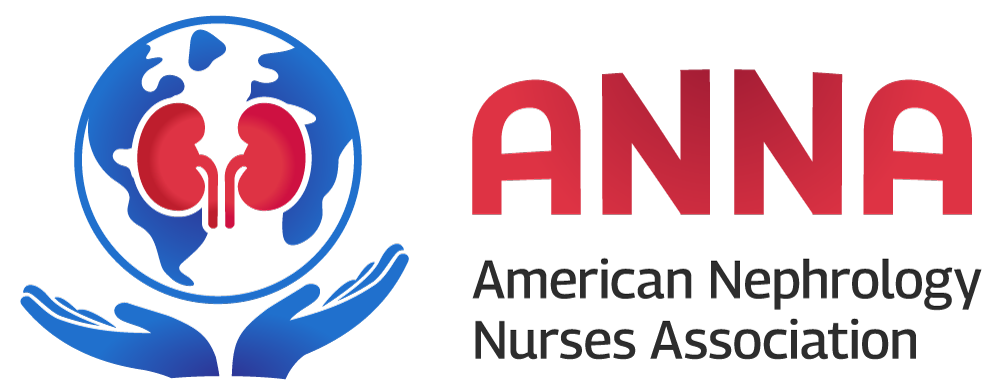 ANNA
American Nephrology
Nurses Association